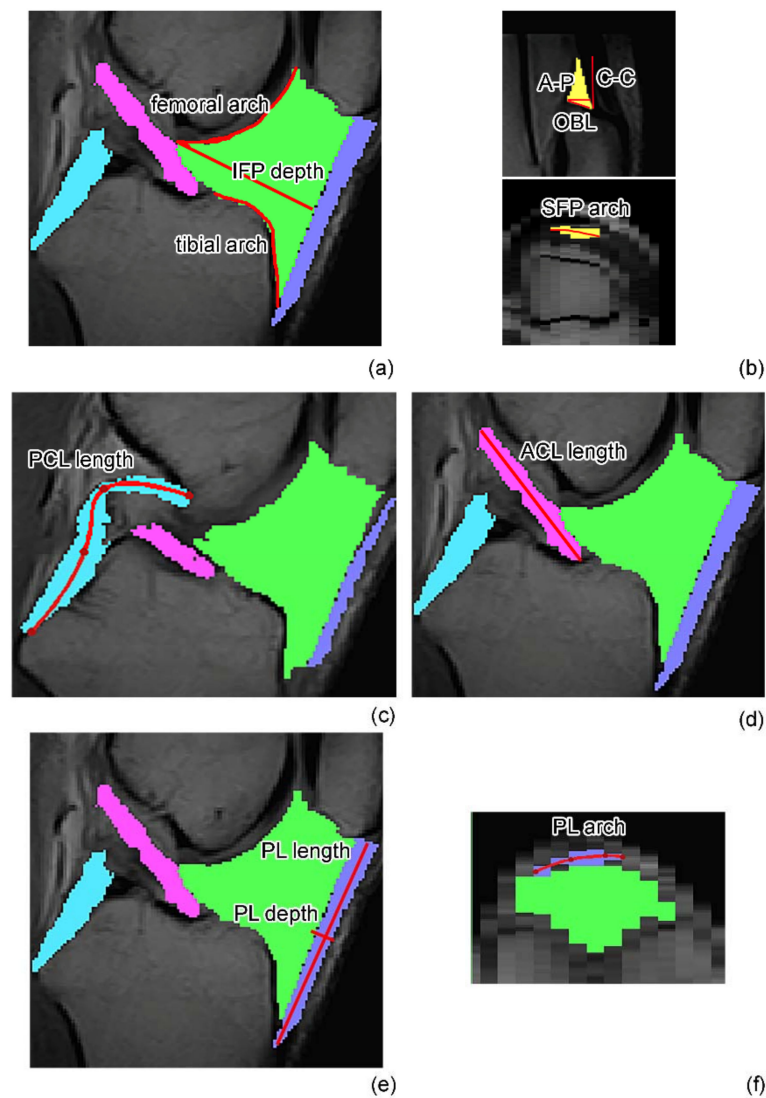 femoral arch
IFP depth
tibial arch
(a)
A-P
C-C
OBL
SFP arch
(b)
PCL length
(c)
ACL length
(d)
PL length
PL depth
(e)
PL arch
(f)